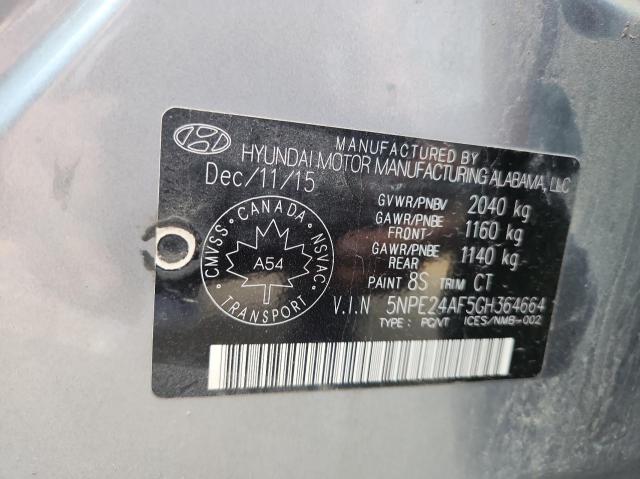 MANUFACTURED BY
HYUNDAI MOTOR MANUFACTURING ALABAMA, LLC
Dec/11/15
GVWR/PNBV 2040 kg
GAWR/PNBE FRONT 1160 kg
GAWR/PNBE REAR 1140 kg
PAINT 8S TRIM CT
V.I.N 5NPE24AF5GH364664
TYPE : PC/VT ICES/NMB-002
CMVSS · CANADA · NSVAC · TRANSPORT ·
A54